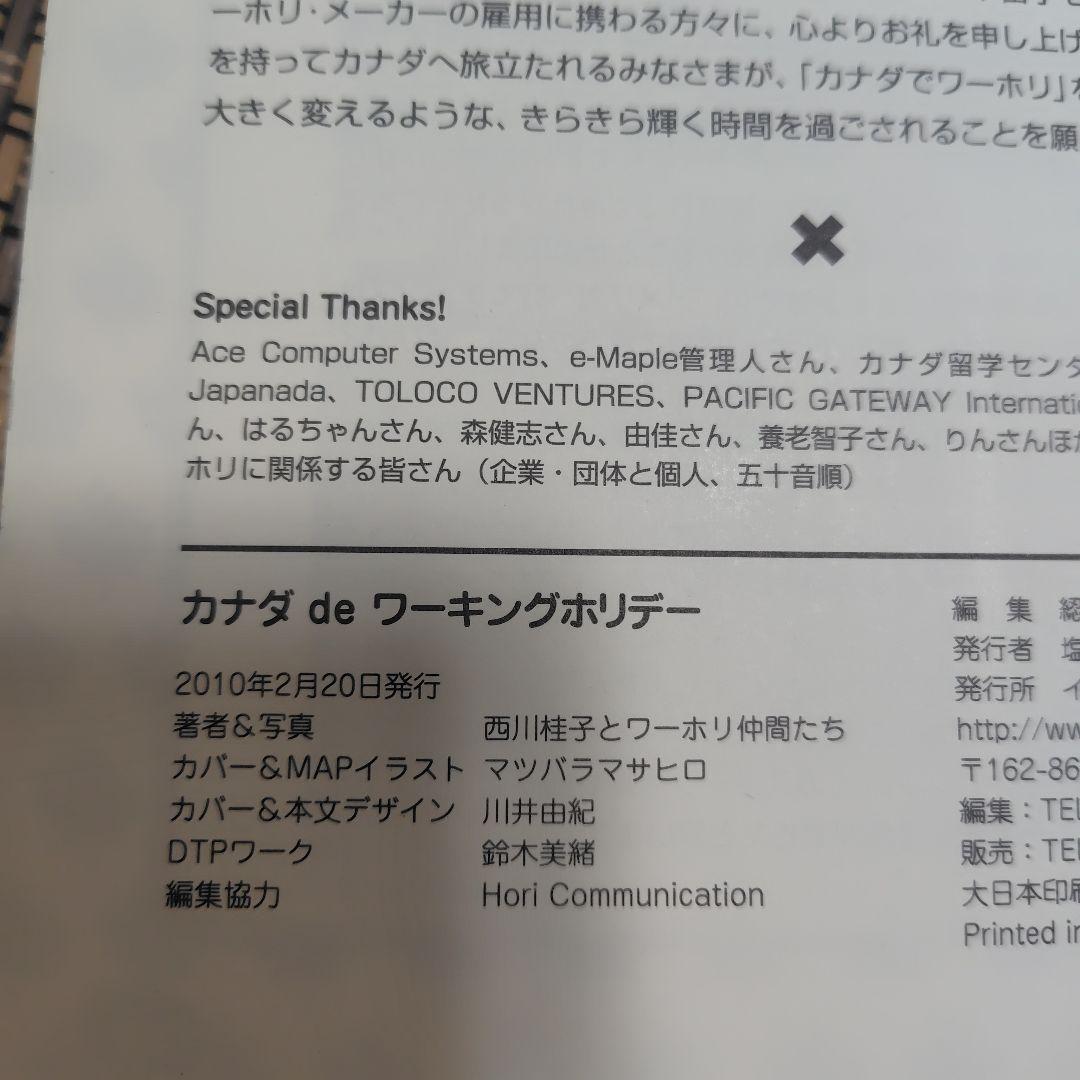 ーホリ・メーカーの雇用に携わる方々に、心よりお礼を申し上げ
を持ってカナダへ旅立たれるみなさまが、「カナダでワーホリ」
大きく変えるような、きらきら輝く時間を過ごされることを願
✖
Special Thanks!
Ace Computer Systems、e-Maple管理人さん、カナダ留学センタ
Japanada、TOLOCO VENTURES、PACIFIC GATEWAY Internatio
ん、はるちゃんさん、森健志さん、由佳さん、養老智子さん、りんさんほか
ホリに関係する皆さん（企業・団体と個人、五十音順）
カナダ de ワーキングホリデー
2010年2月20日発行
著者＆写真 西川桂子とワーホリ仲間たち
カバー＆MAPイラスト マツバラマサヒロ
カバー＆本文デザイン 川井由紀
DTPワーク 鈴木美緒
編集協力 Hori Communication
編 集
発行者 塩
発行所 イ
http://ww
〒162-86
編集：TEL
販売：TEL
大日本印刷
Printed in